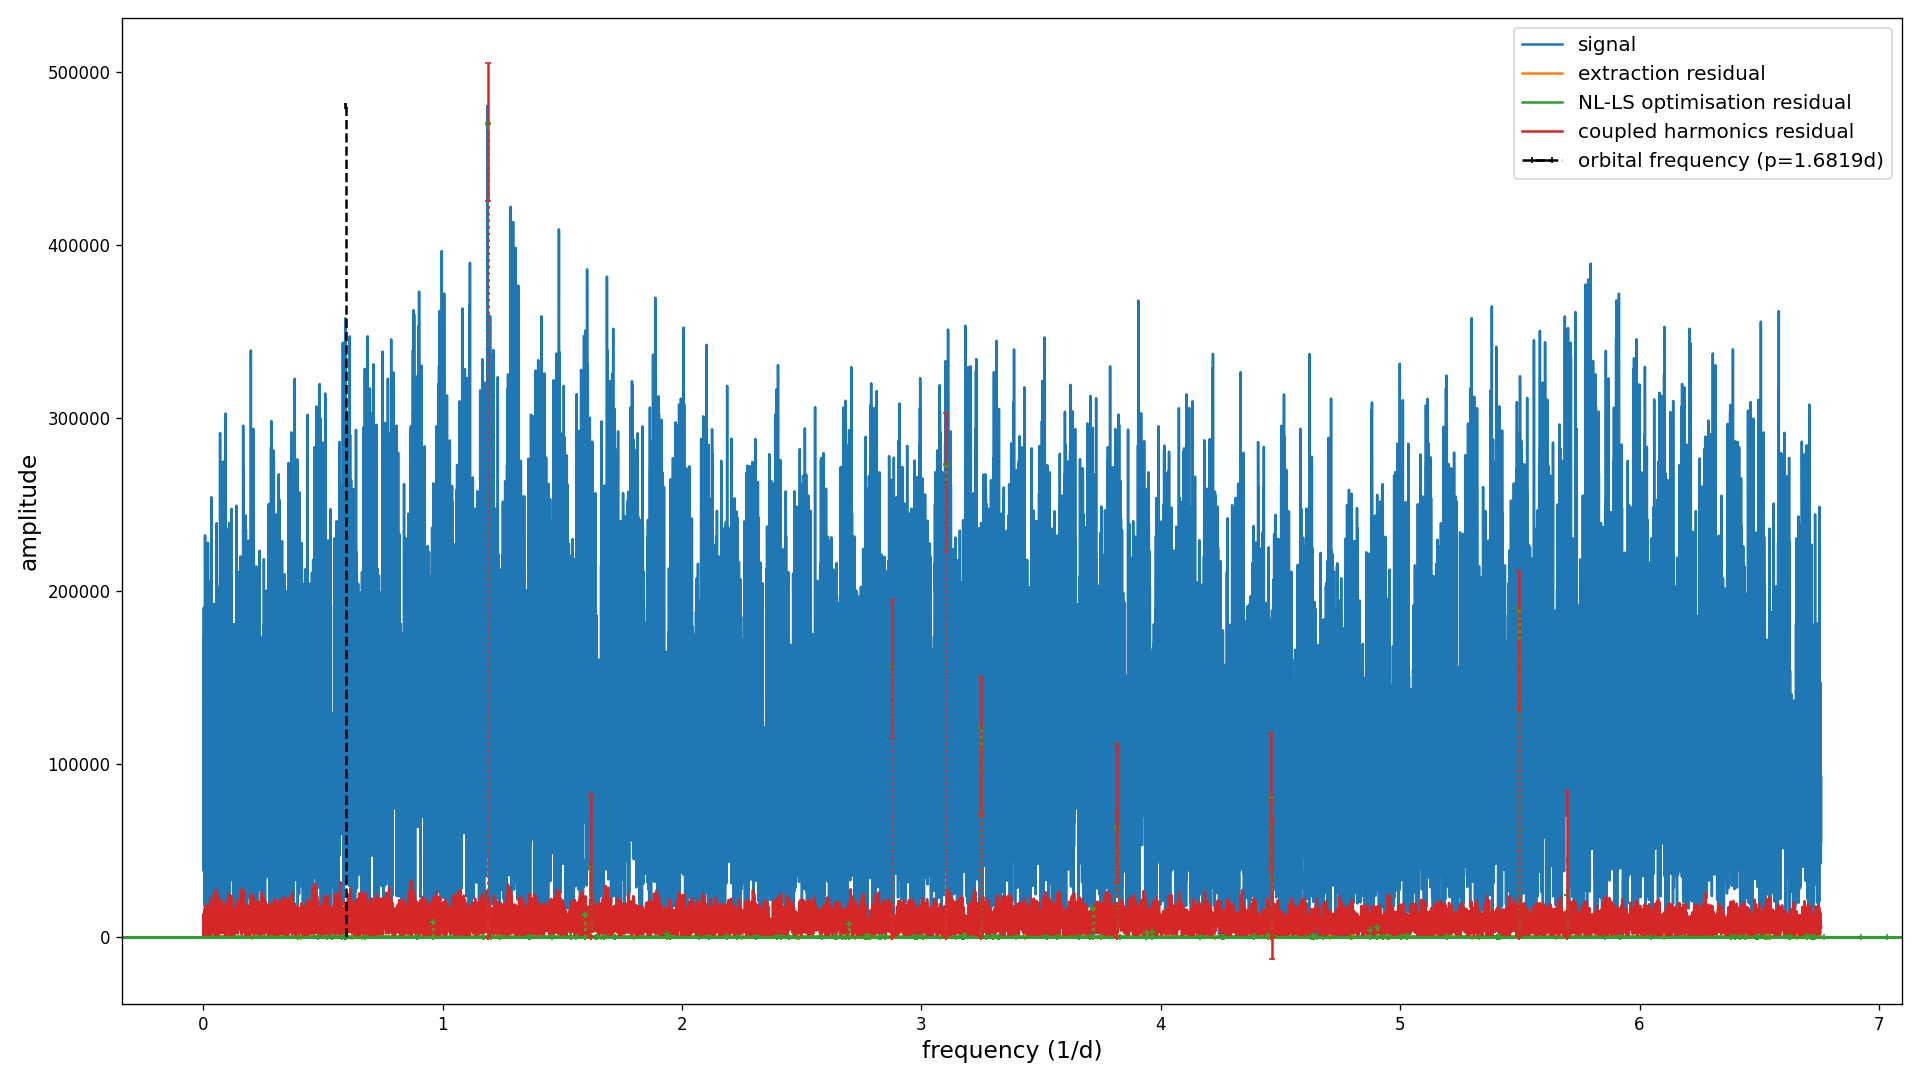 signal
extraction residual
NL-LS optimisation residual
coupled harmonics residual
orbital frequency (p=1.6819d)
500000
400000
300000
200000
100000
0
amplitude
0 1 2 3 4 5 6 7
frequency (1/d)